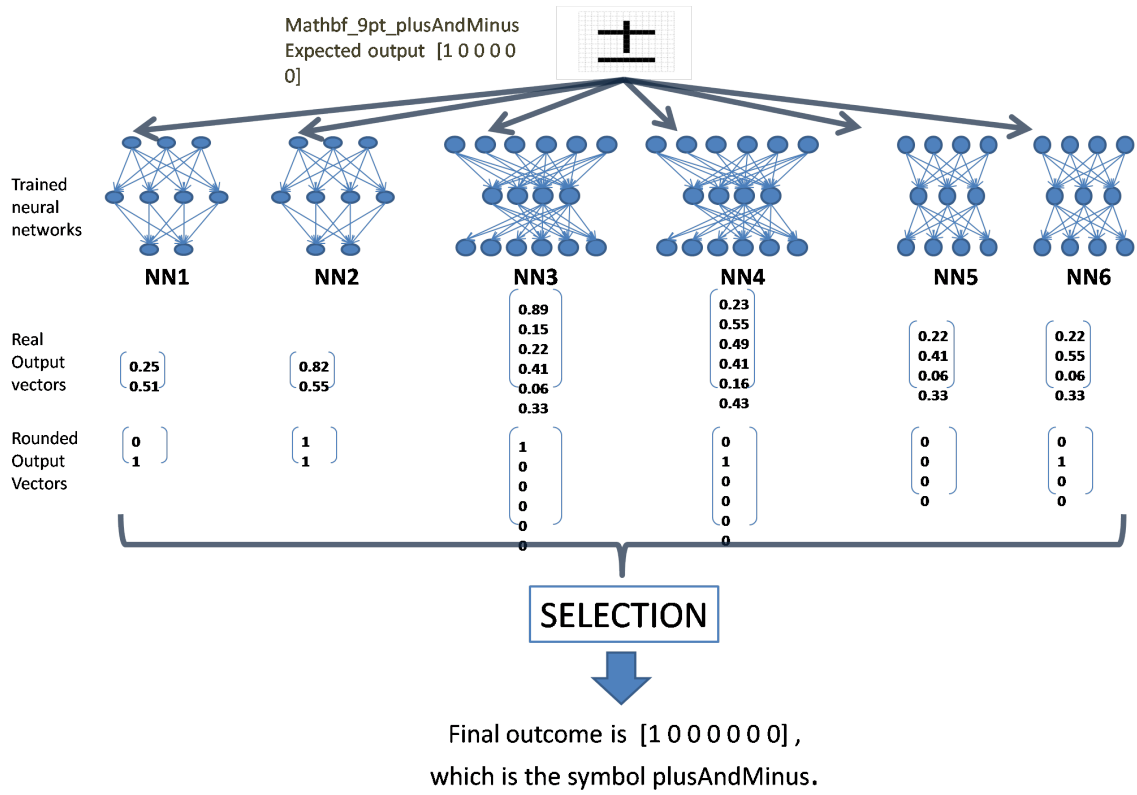 Mathbf_9pt_plusAndMinus
Expected output [1 0 0 0 0
0]
Trained
neural
networks
NN1
NN2
NN3
NN4
NN5
NN6
Real
Output
vectors
0.25
0.51
0.82
0.55
0.89
0.15
0.22
0.41
0.06
0.33
0.23
0.55
0.49
0.41
0.16
0.43
0.22
0.41
0.06
0.33
0.22
0.55
0.06
0.33
Rounded
Output
Vectors
0
1
1
1
1
0
0
0
0
0
0
1
0
0
0
0
0
0
0
0
0
1
0
0
SELECTION
Final outcome is [1 0 0 0 0 0 0] ,
which is the symbol plusAndMinus.